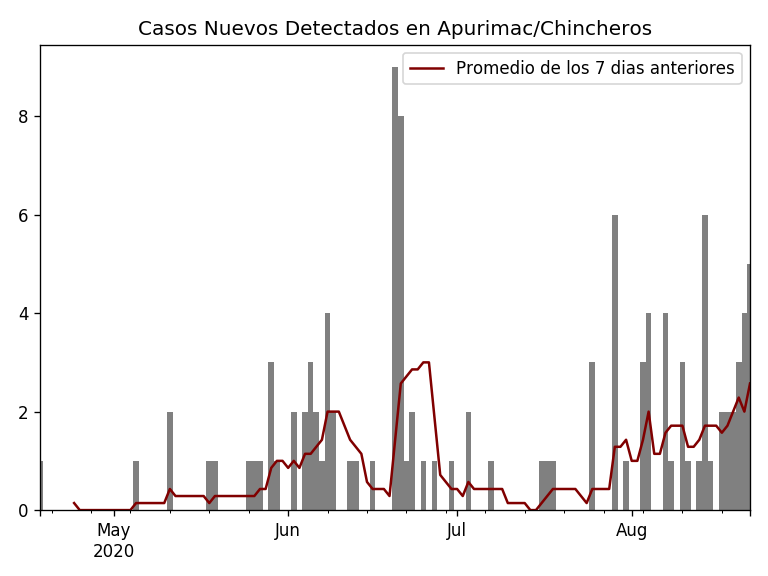 Casos Nuevos Detectados en Apurimac/Chincheros
Promedio de los 7 dias anteriores
8
6
4
2
0
May Jun Jul Aug
2020